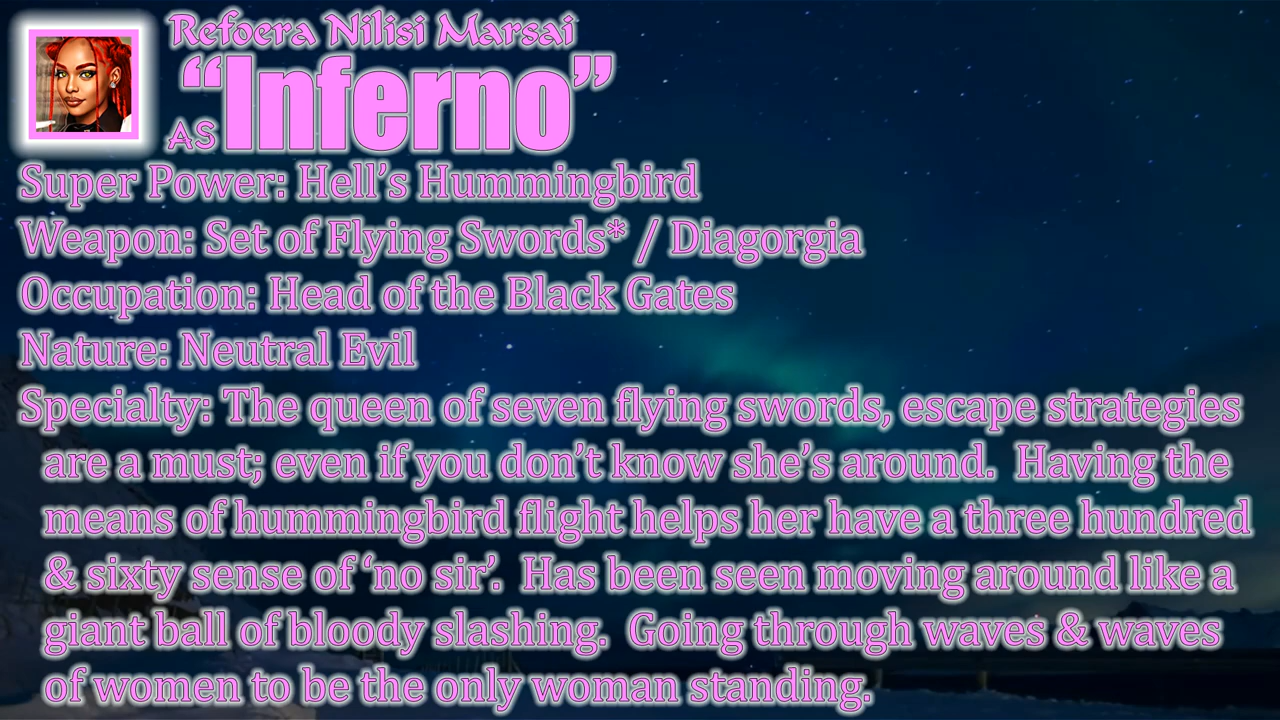 Refoera Nilisi Marsai
AS “Inferno”
Super Power: Hell’s Hummingbird
Weapon: Set of Flying Swords* / Diagorgia
Occupation: Head of the Black Gates
Nature: Neutral Evil
Specialty: The queen of seven flying swords, escape strategies
are a must; even if you don’t know she’s around.  Having the
means of hummingbird flight helps her have a three hundred
& sixty sense of ‘no sir’.  Has been seen moving around like a
giant ball of bloody slashing.  Going through waves & waves
of women to be the only woman standing.